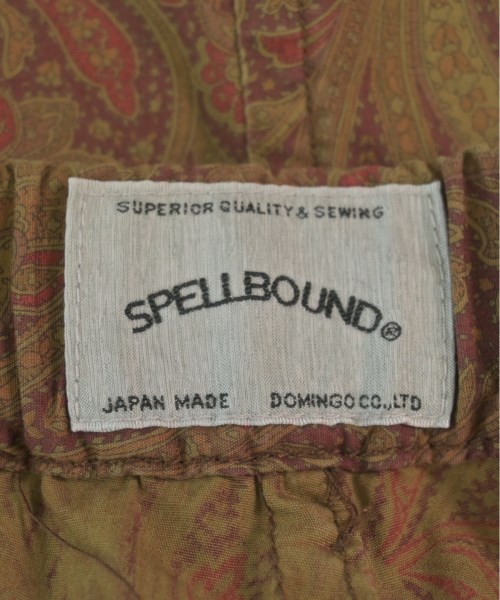 SUPERIOR QUALITY & SEWING
SPELLBOUND®
JAPAN MADE DOMINGO CO.,LTD